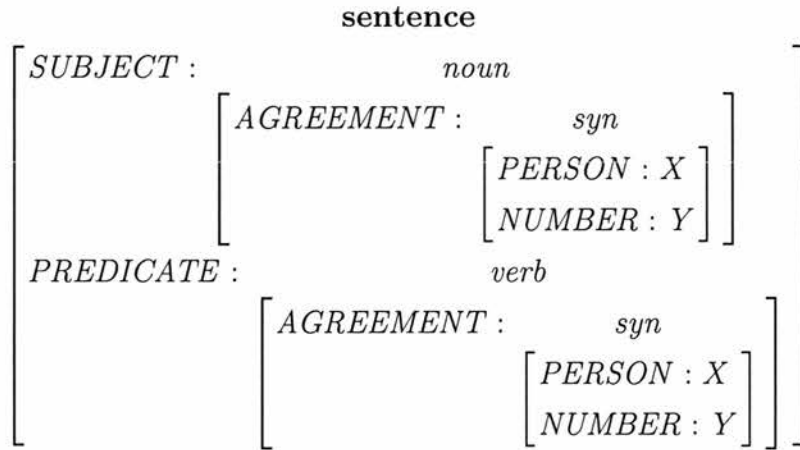 sentence
SUBJECT : noun
AGREEMENT : syn
PERSON : X
NUMBER : Y
PREDICATE : verb
AGREEMENT : syn
PERSON : X
NUMBER : Y